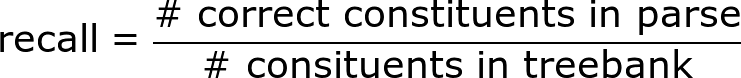 recall = # correct constituents in parse
# consituents in treebank